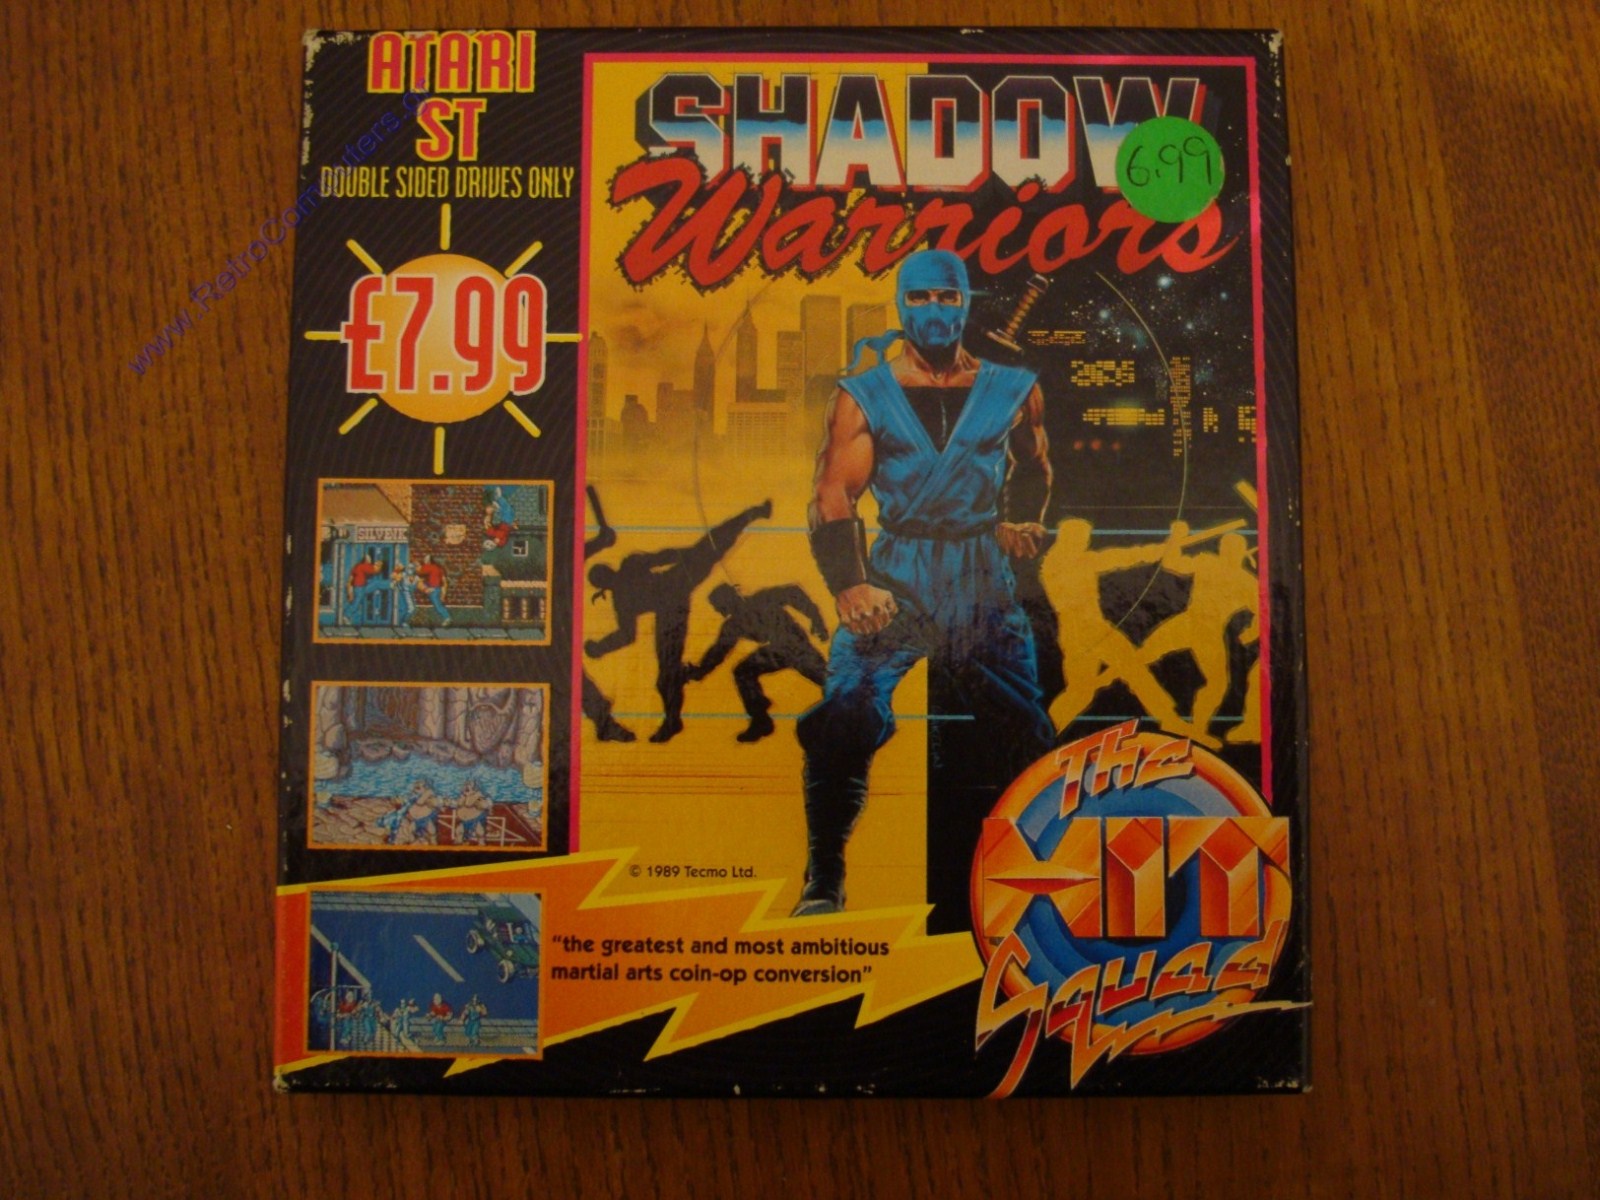 ATARI
ST
DOUBLE SIDED DRIVES ONLY
£7.99
SHADOW
Warriors
6.99
© 1989 Tecmo Ltd.
"the greatest and most ambitious
martial arts coin-op conversion"
THE
HIT
SQUAD
www.RetroComputers.gr